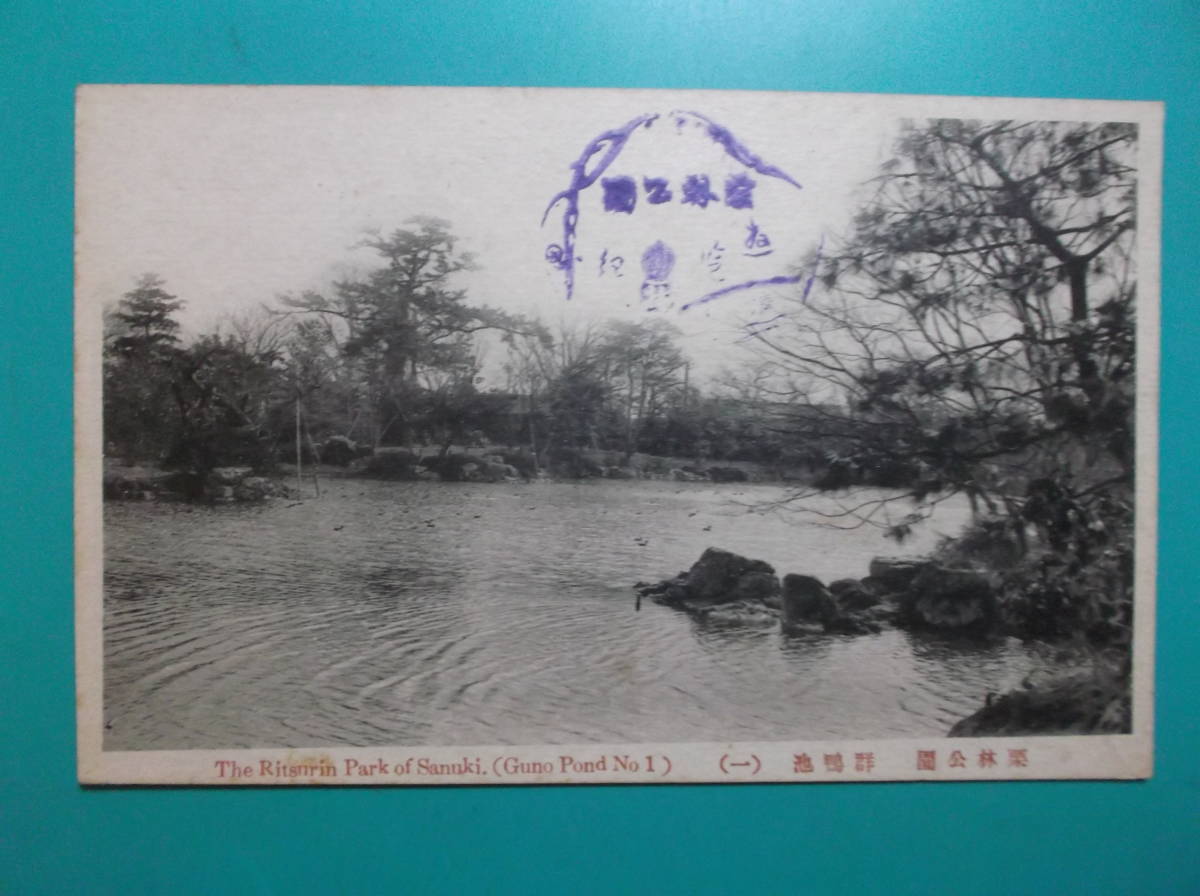 栗林公園
The Ritsurin Park of Sanuki. (Guno Pond No 1) (一) 池鴨群 園公林栗